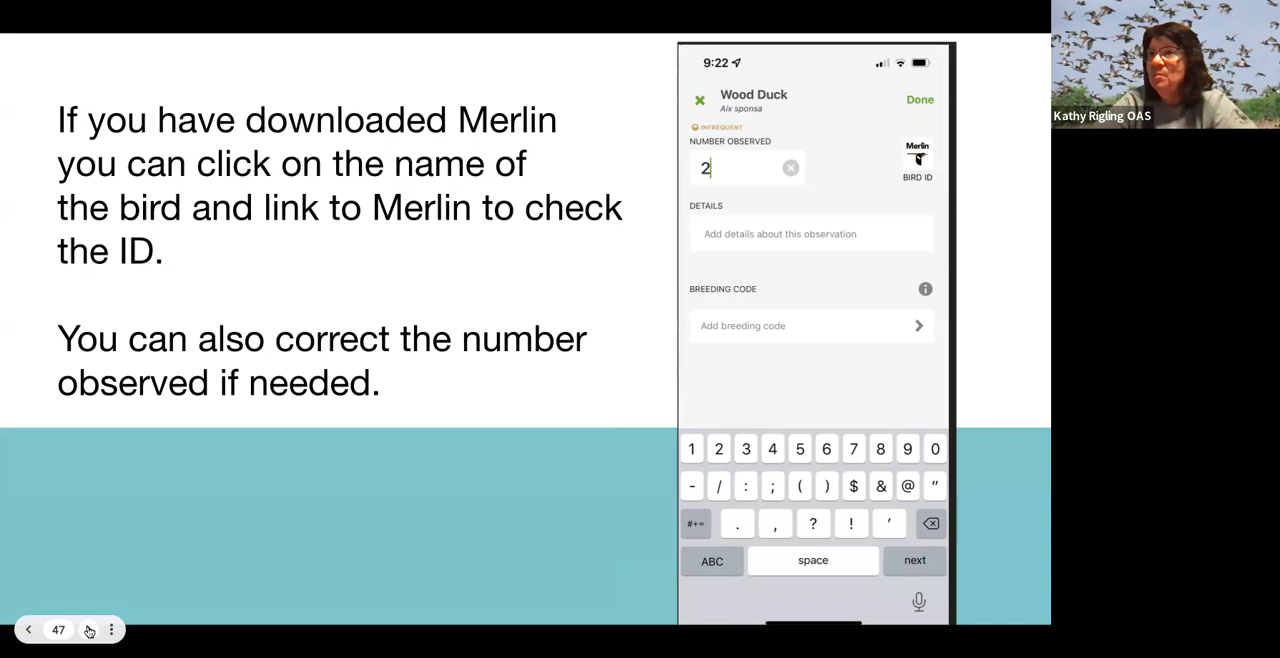 If you have downloaded Merlin
you can click on the name of
the bird and link to Merlin to check
the ID.
You can also correct the number
observed if needed.
9:22
Wood Duck
Aix sponsa
Done
INFREQUENT
NUMBER OBSERVED
2
Merlin
BIRD ID
DETAILS
Add details about this observation
BREEDING CODE
Add breeding code
1 2 3 4 5 6 7 8 9 0
- / : ; ( ) $ & @ "
#+= . , ? ! '
ABC space next
Kathy Rigling OAS
47